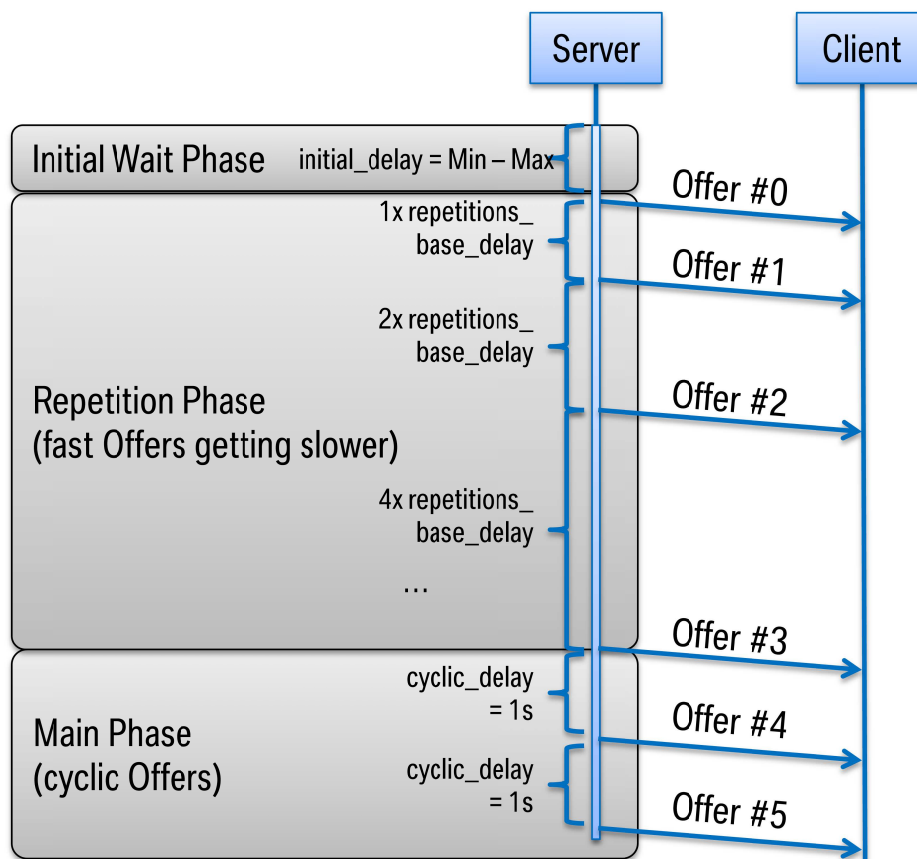 Server
Client
Initial Wait Phase
initial_delay = Min – Max
Offer #0
1x repetitions_
base_delay
Offer #1
2x repetitions_
base_delay
Offer #2
Repetition Phase
(fast Offers getting slower)
4x repetitions_
base_delay
...
Offer #3
cyclic_delay
= 1s
Offer #4
Main Phase
(cyclic Offers)
cyclic_delay
= 1s
Offer #5